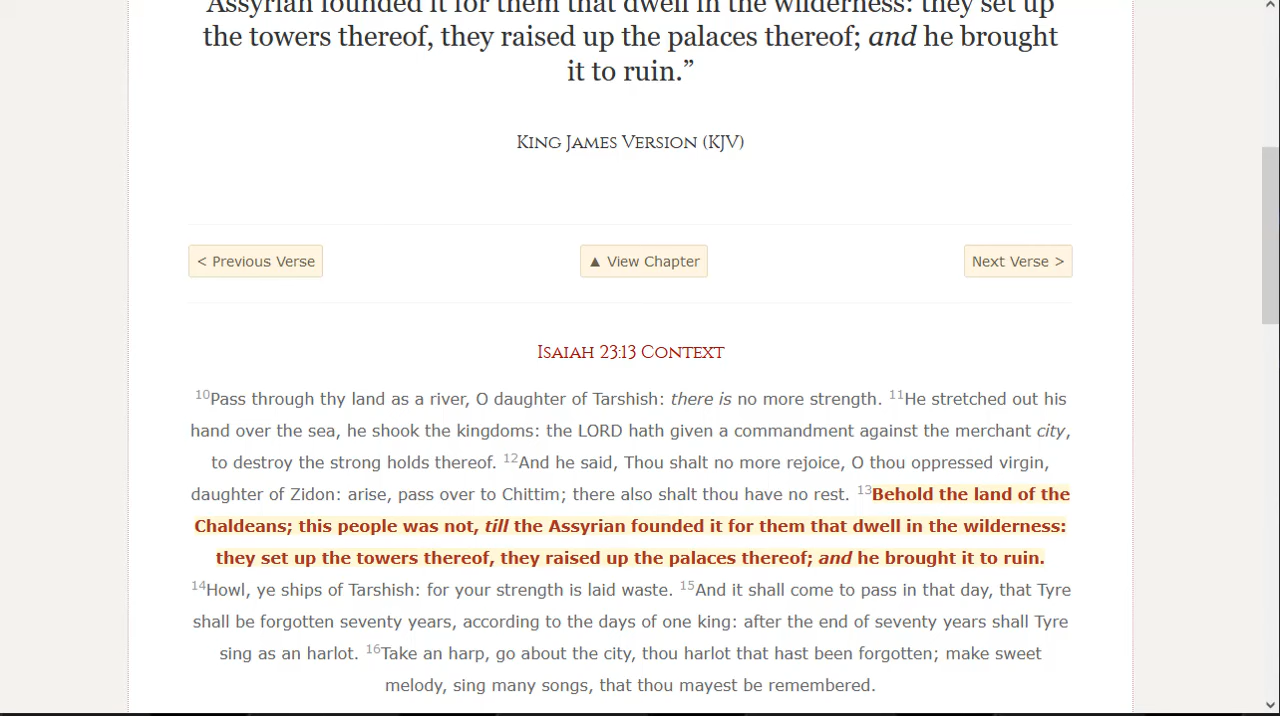 Assyrian founded it for them that dwell in the wilderness: they set up
the towers thereof, they raised up the palaces thereof; and he brought
it to ruin.”
King James Version (KJV)
< Previous Verse
▲ View Chapter
Next Verse >
Isaiah 23:13 Context
10Pass through thy land as a river, O daughter of Tarshish: there is no more strength. 11He stretched out his
hand over the sea, he shook the kingdoms: the LORD hath given a commandment against the merchant city,
to destroy the strong holds thereof. 12And he said, Thou shalt no more rejoice, O thou oppressed virgin,
daughter of Zidon: arise, pass over to Chittim; there also shalt thou have no rest. 13Behold the land of the
Chaldeans; this people was not, till the Assyrian founded it for them that dwell in the wilderness:
they set up the towers thereof, they raised up the palaces thereof; and he brought it to ruin.
14Howl, ye ships of Tarshish: for your strength is laid waste. 15And it shall come to pass in that day, that Tyre
shall be forgotten seventy years, according to the days of one king: after the end of seventy years shall Tyre
sing as an harlot. 16Take an harp, go about the city, thou harlot that hast been forgotten; make sweet
melody, sing many songs, that thou mayest be remembered.